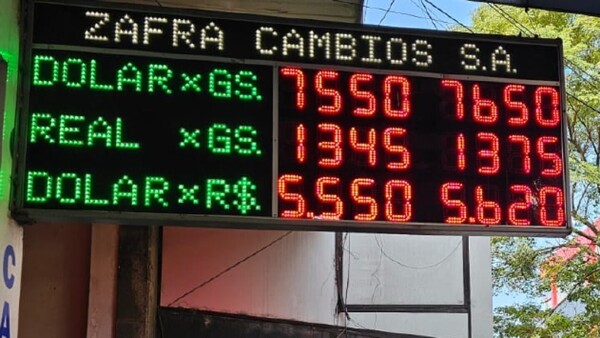 ZAFRA CAMBIOS S.A.
DOLAR x GS. 7550 7650
REAL x GS. 1345 1375
DOLAR x R$ 5.550 5.620
C
A